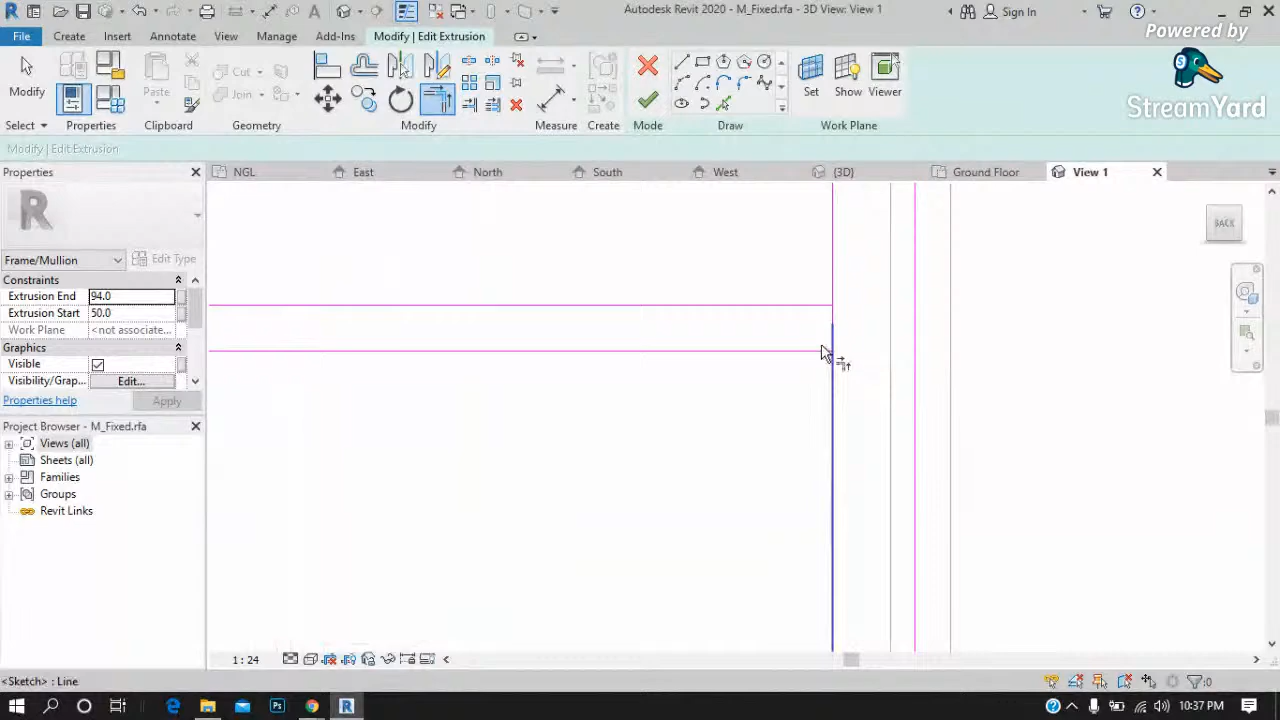 Autodesk Revit 2020 - M_Fixed.rfa - 3D View: View 1
Sign In
File
Create
Insert
Annotate
View
Manage
Add-Ins
Modify | Edit Extrusion
Powered by
StreamYard
Modify
Paste
Cut
Join
Set
Show
Viewer
Select
Properties
Clipboard
Geometry
Modify
Measure
Create
Mode
Draw
Work Plane
Modify | Edit Extrusion
Properties
NGL
East
North
South
West
(3D)
Ground Floor
View 1
BACK
Frame/Mullion
Edit Type
Constraints
Extrusion End 94.0
Extrusion Start 50.0
Work Plane <not associate...
Graphics
Visible
Visibility/Grap... Edit...
Properties help
Apply
Project Browser - M_Fixed.rfa
Views (all)
Sheets (all)
Families
Groups
Revit Links
1 : 24
<Sketch> : Line
:0
10:37 PM